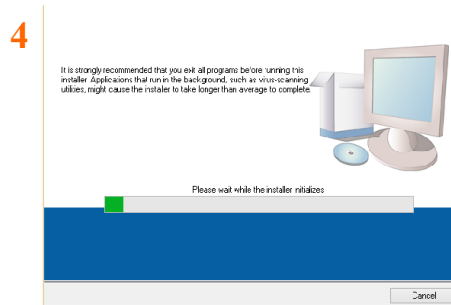 4
It is strongly recommended that you exit all programs before running this
installer. Applications that run in the background, such as virus-scanning
utilities, might cause the installer to take longer than average to complete.
Please wait while the installer initializes
Cancel